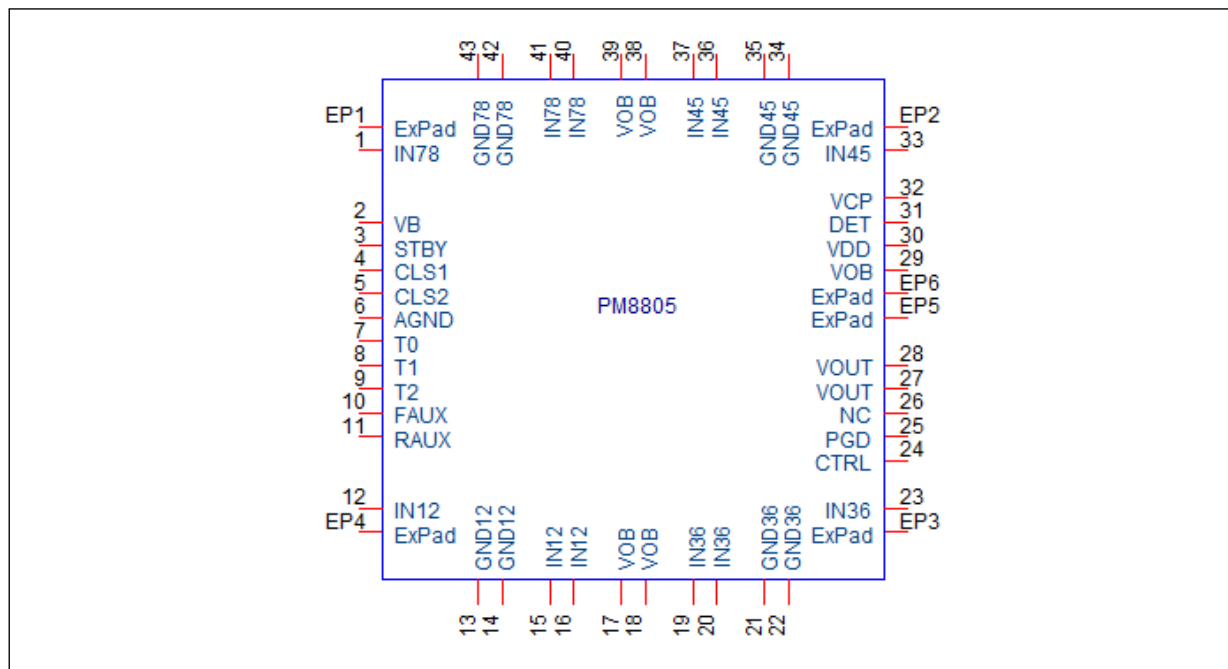 43 42 41 40 39 38 37 36 35 34
GND78 GND78 IN78 IN78 VOB VOB IN45 IN45 GND45 GND45
EP1 ExPad ExPad EP2
1 IN78 IN45 33
VCP 32
2 VB DET 31
3 STBY VDD 30
4 CLS1 VOB 29
5 CLS2 ExPad EP6
6 AGND PM8805 ExPad EP5
7 T0
8 T1 VOUT 28
9 T2 VOUT 27
10 FAUX NC 26
11 RAUX PGD 25
CTRL 24
12 IN12 IN36 23
EP4 ExPad ExPad EP3
GND12 GND12 IN12 IN12 VOB VOB IN36 IN36 GND36 GND36
13 14 15 16 17 18 19 20 21 22